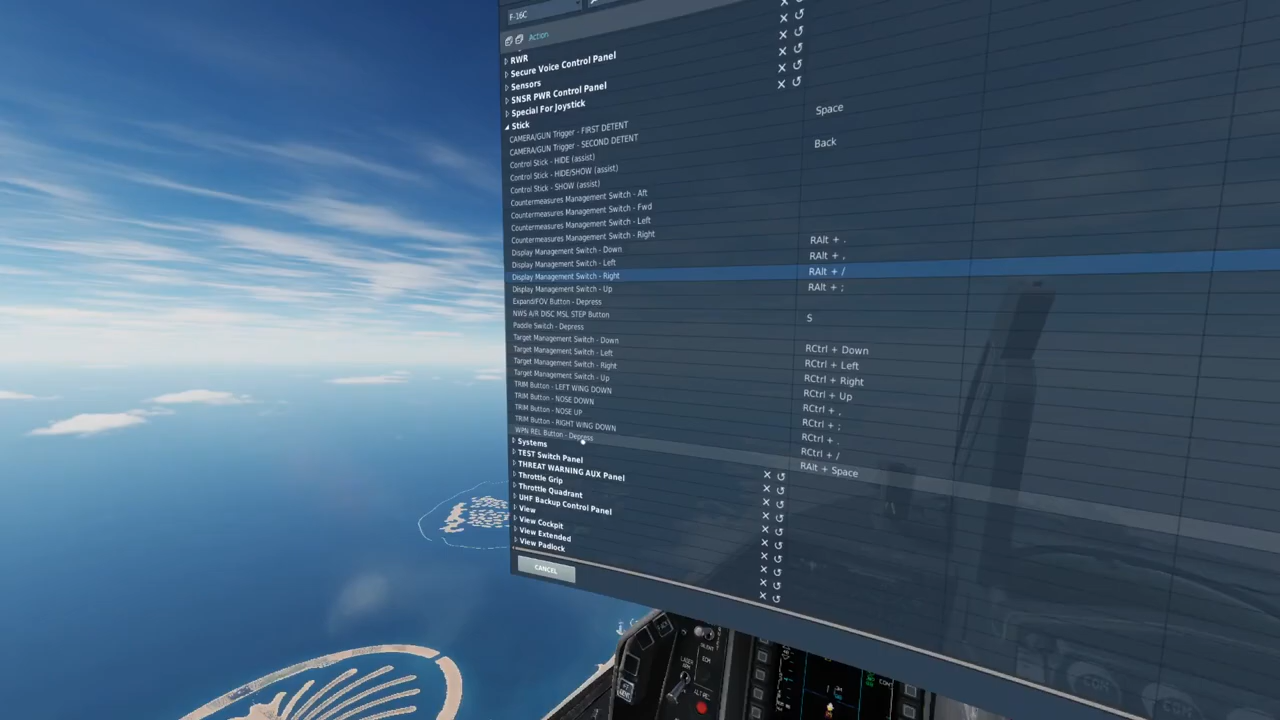 F-16C
Action
RWR
Secure Voice Control Panel
Sensors
SNSR PWR Control Panel
Special For Joystick
Stick
CAMERA/GUN Trigger - FIRST DETENT Space
CAMERA/GUN Trigger - SECOND DETENT
Control Stick - HIDE (assist) Back
Control Stick - HIDE/SHOW (assist)
Control Stick - SHOW (assist)
Countermeasures Management Switch - Aft
Countermeasures Management Switch - Fwd
Countermeasures Management Switch - Left
Countermeasures Management Switch - Right
Display Management Switch - Down RAlt + .
Display Management Switch - Left RAlt + ,
Display Management Switch - Right RAlt + /
Display Management Switch - Up RAlt + ;
Expand/FOV Button - Depress
NWS A/R DISC MSL STEP Button S
Paddle Switch - Depress
Target Management Switch - Down RCtrl + Down
Target Management Switch - Left RCtrl + Left
Target Management Switch - Right RCtrl + Right
Target Management Switch - Up RCtrl + Up
TRIM Button - LEFT WING DOWN RCtrl + ,
TRIM Button - NOSE DOWN RCtrl + ;
TRIM Button - NOSE UP RCtrl + .
TRIM Button - RIGHT WING DOWN RCtrl + /
WPN REL Button - Depress RAlt + Space
Systems
TEST Switch Panel
THREAT WARNING AUX Panel
Throttle Grip
Throttle Quadrant
UHF Backup Control Panel
View
View Cockpit
View Extended
View Padlock
CANCEL
ECM